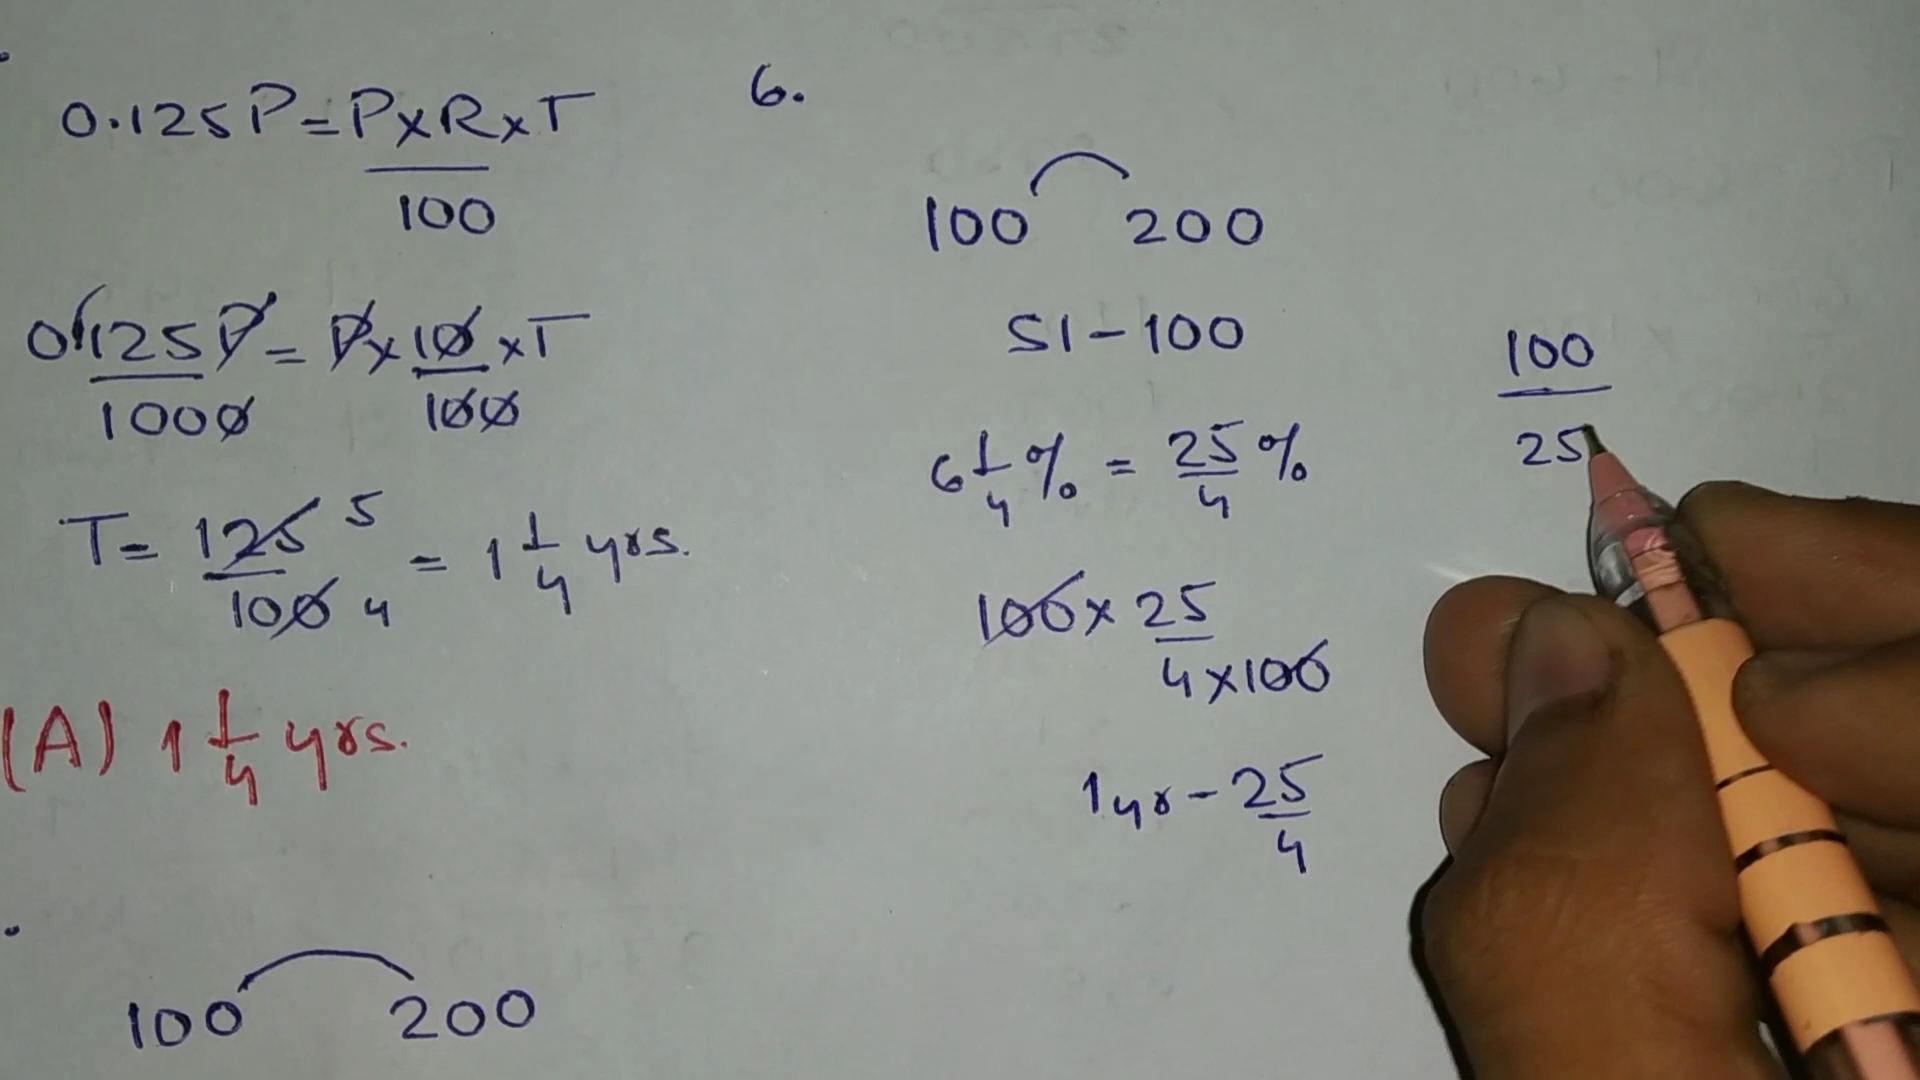 0.125P = P×R×T
100
0.125P = P×10×T
1000 100
T = 125 5 = 1 1/4 yrs.
100 4
(A) 1 1/4 yrs.
100 200
6.
100 200
SI - 100
6 1/4 % = 25/4 %
100 × 25
4×100
1yr - 25
4
100
25